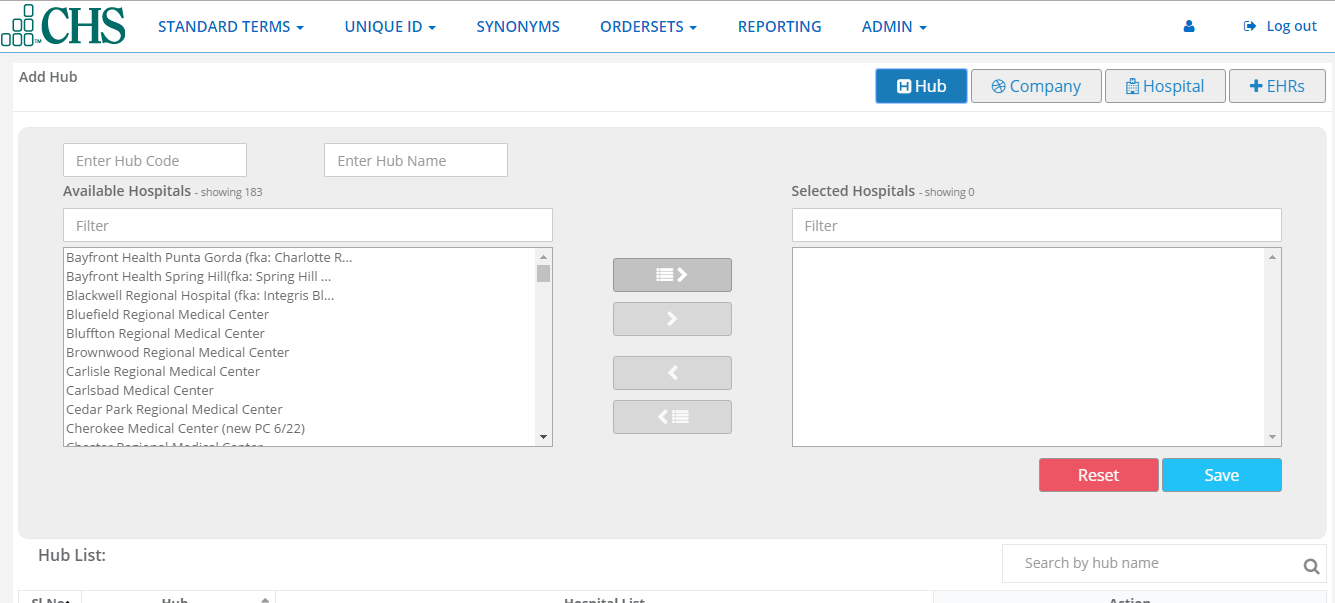 CHS STANDARD TERMS UNIQUE ID SYNONYMS ORDERSETS REPORTING ADMIN Log out
Add Hub Hub Company Hospital EHRs
Enter Hub Code Enter Hub Name
Available Hospitals - showing 183 Selected Hospitals - showing 0
Filter Filter
Bayfront Health Punta Gorda (fka: Charlotte R...
Bayfront Health Spring Hill(fka: Spring Hill ...
Blackwell Regional Hospital (fka: Integris Bl...
Bluefield Regional Medical Center
Bluffton Regional Medical Center
Brownwood Regional Medical Center
Carlisle Regional Medical Center
Carlsbad Medical Center
Cedar Park Regional Medical Center
Cherokee Medical Center (new PC 6/22)
Chester Regional Medical Center
Reset Save
Hub List: Search by hub name
Sl No. Hub Hospital List Action